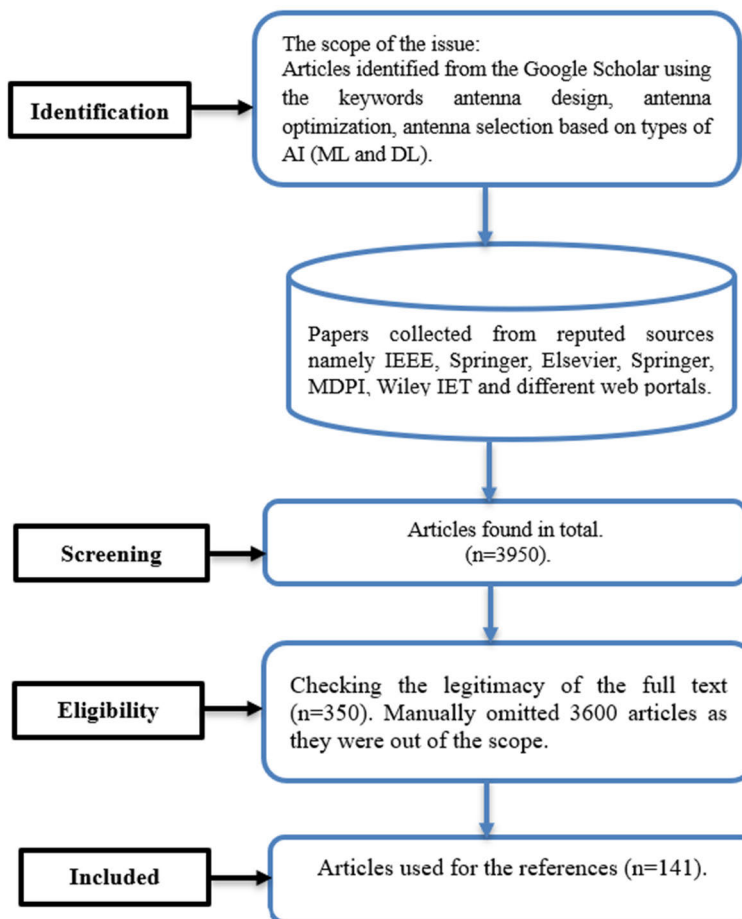 The scope of the issue:
Articles identified from the Google Scholar using
the keywords antenna design, antenna
optimization, antenna selection based on types of
AI (ML and DL).
Identification
Papers collected from reputed sources
namely IEEE, Springer, Elsevier, Springer,
MDPI, Wiley IET and different web portals.
Screening
Articles found in total.
(n=3950).
Eligibility
Checking the legitimacy of the full text
(n=350). Manually omitted 3600 articles as
they were out of the scope.
Included
Articles used for the references (n=141).